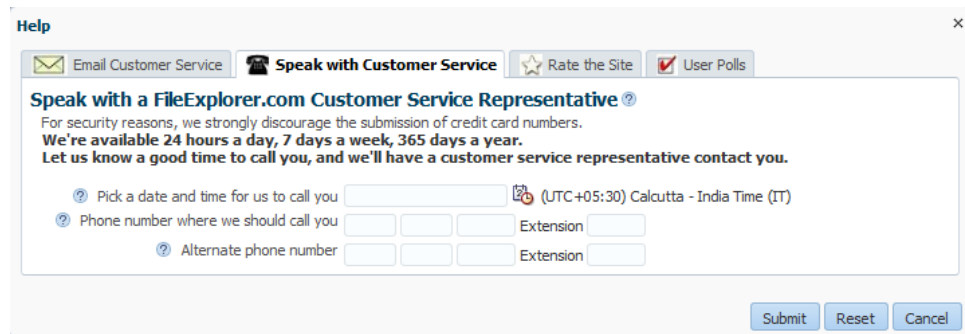 Help
Email Customer Service Speak with Customer Service Rate the Site User Polls
Speak with a FileExplorer.com Customer Service Representative
For security reasons, we strongly discourage the submission of credit card numbers.
We're available 24 hours a day, 7 days a week, 365 days a year.
Let us know a good time to call you, and we'll have a customer service representative contact you.
Pick a date and time for us to call you (UTC+05:30) Calcutta - India Time (IT)
Phone number where we should call you Extension
Alternate phone number Extension
Submit Reset Cancel